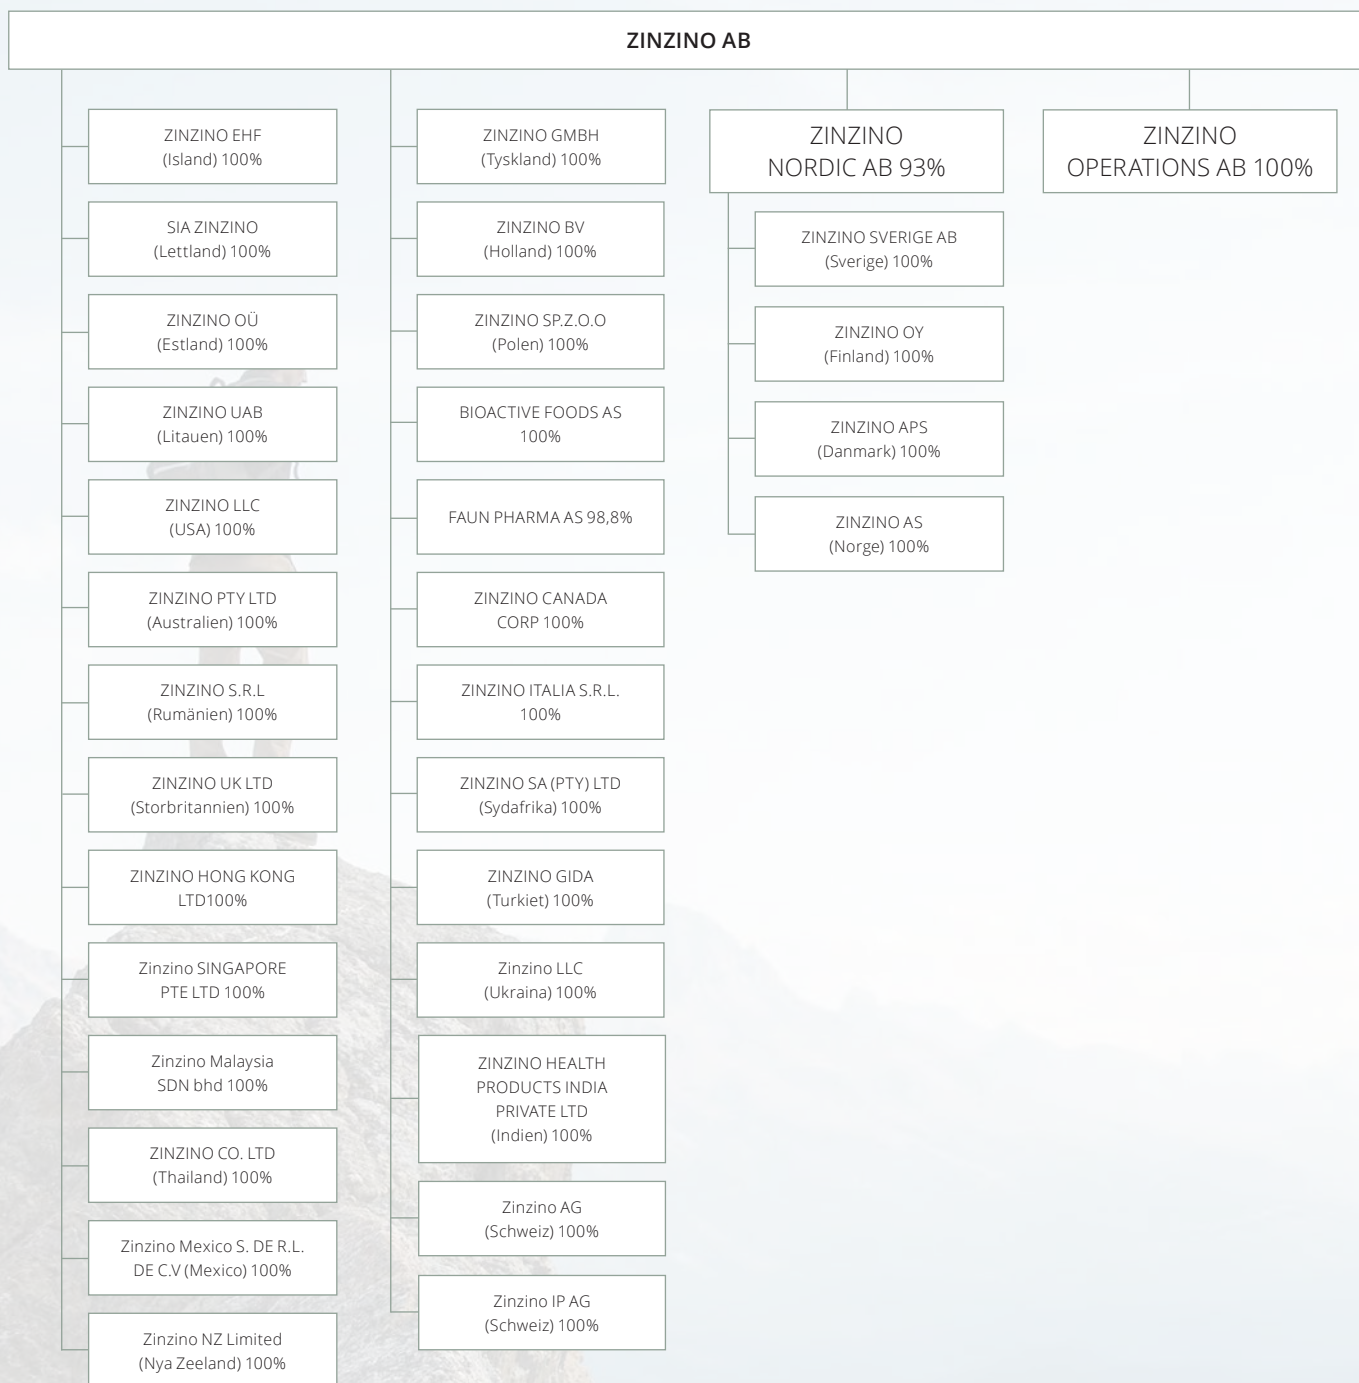 ZINZINO AB
ZINZINO EHF
(Island) 100%
SIA ZINZINO
(Lettland) 100%
ZINZINO OÜ
(Estland) 100%
ZINZINO UAB
(Litauen) 100%
ZINZINO LLC
(USA) 100%
ZINZINO PTY LTD
(Australien) 100%
ZINZINO S.R.L
(Rumänien) 100%
ZINZINO UK LTD
(Storbritannien) 100%
ZINZINO HONG KONG
LTD100%
Zinzino SINGAPORE
PTE LTD 100%
Zinzino Malaysia
SDN bhd 100%
ZINZINO CO. LTD
(Thailand) 100%
Zinzino Mexico S. DE R.L.
DE C.V (Mexico) 100%
Zinzino NZ Limited
(Nya Zeeland) 100%
ZINZINO GMBH
(Tyskland) 100%
ZINZINO BV
(Holland) 100%
ZINZINO SP.Z.O.O
(Polen) 100%
BIOACTIVE FOODS AS
100%
FAUN PHARMA AS 98,8%
ZINZINO CANADA
CORP 100%
ZINZINO ITALIA S.R.L.
100%
ZINZINO SA (PTY) LTD
(Sydafrika) 100%
ZINZINO GIDA
(Turkiet) 100%
Zinzino LLC
(Ukraina) 100%
ZINZINO HEALTH
PRODUCTS INDIA
PRIVATE LTD
(Indien) 100%
Zinzino AG
(Schweiz) 100%
Zinzino IP AG
(Schweiz) 100%
ZINZINO
NORDIC AB 93%
ZINZINO SVERIGE AB
(Sverige) 100%
ZINZINO OY
(Finland) 100%
ZINZINO APS
(Danmark) 100%
ZINZINO AS
(Norge) 100%
ZINZINO
OPERATIONS AB 100%